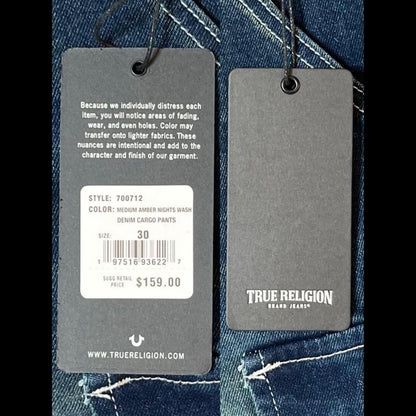 Because we individually distress each
item, you will notice areas of fading,
wear, and even holes. Color may
transfer onto lighter fabrics. These
nuances are intentional and add to the
character and finish of our garment.
STYLE: 700712
COLOR: MEDIUM AMBER NIGHTS WASH
DENIM CARGO PANTS
SIZE: 30
1 97516 93622 7
SUGG RETAIL
PRICE $159.00
WWW.TRUERELIGION.COM
TRUE RELIGION
BRAND JEANS®